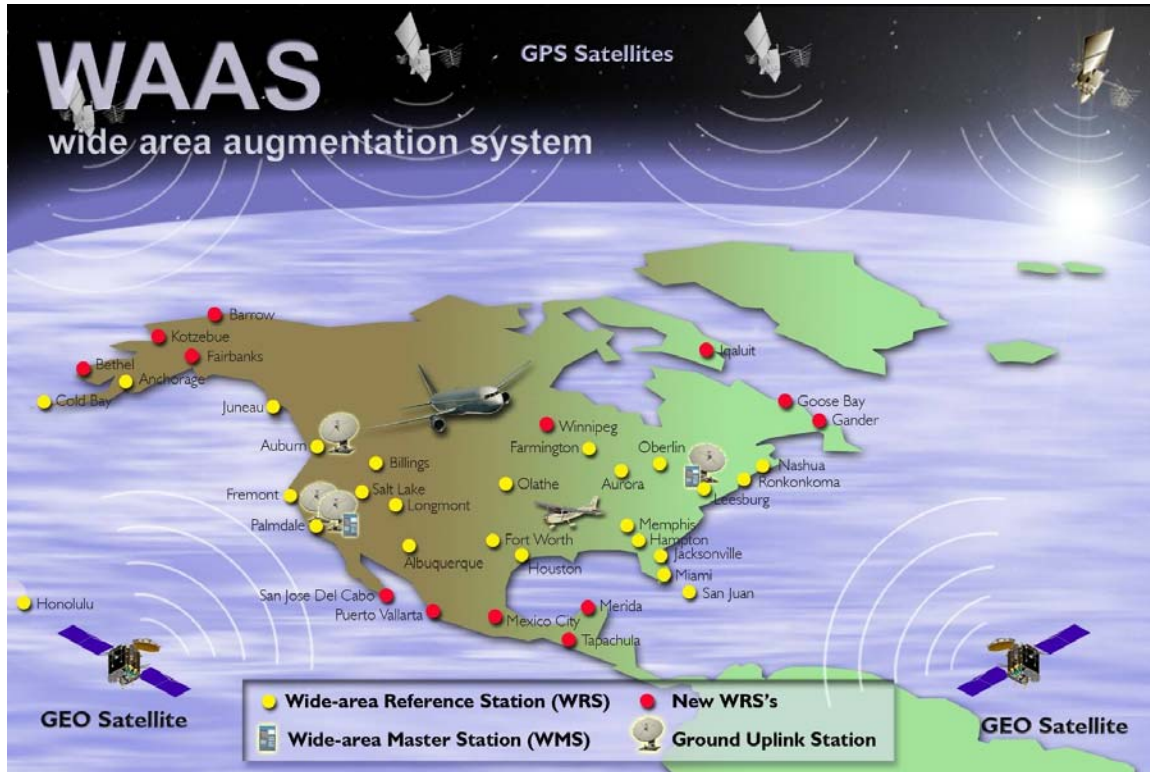 WAAS
wide area augmentation system
GPS Satellites
Barrow
Kotzebue
Fairbanks
Bethel
Anchorage
Cold Bay
Juneau
Iqaluit
Goose Bay
Gander
Winnipeg
Auburn
Farmington
Oberlin
Billings
Nashua
Ronkonkoma
Aurora
Olathe
Leesburg
Fremont
Salt Lake
Longmont
Palmdale
Memphis
Fort Worth
Hampton
Albuquerque
Houston
Jacksonville
Miami
San Juan
San Jose Del Cabo
Honolulu
Puerto Vallarta
Merida
Mexico City
Tapachula
GEO Satellite
GEO Satellite
Wide-area Reference Station (WRS)
New WRS's
Wide-area Master Station (WMS)
Ground Uplink Station